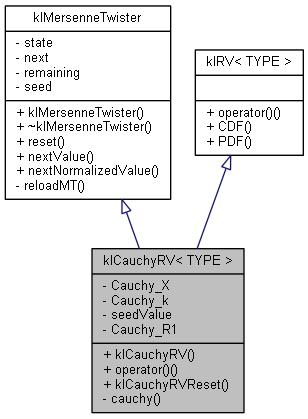 klMersenneTwister
- state
- next
- remaining
- seed
+ klMersenneTwister()
+ ~klMersenneTwister()
+ reset()
+ nextValue()
+ nextNormalizedValue()
- reloadMT()
klRV< TYPE >
+ operator()()
+ CDF()
+ PDF()
klCauchyRV< TYPE >
- Cauchy_X
- Cauchy_k
- seedValue
- Cauchy_R1
+ klCauchyRV()
+ operator()()
+ klCauchyRVReset()
- cauchy()